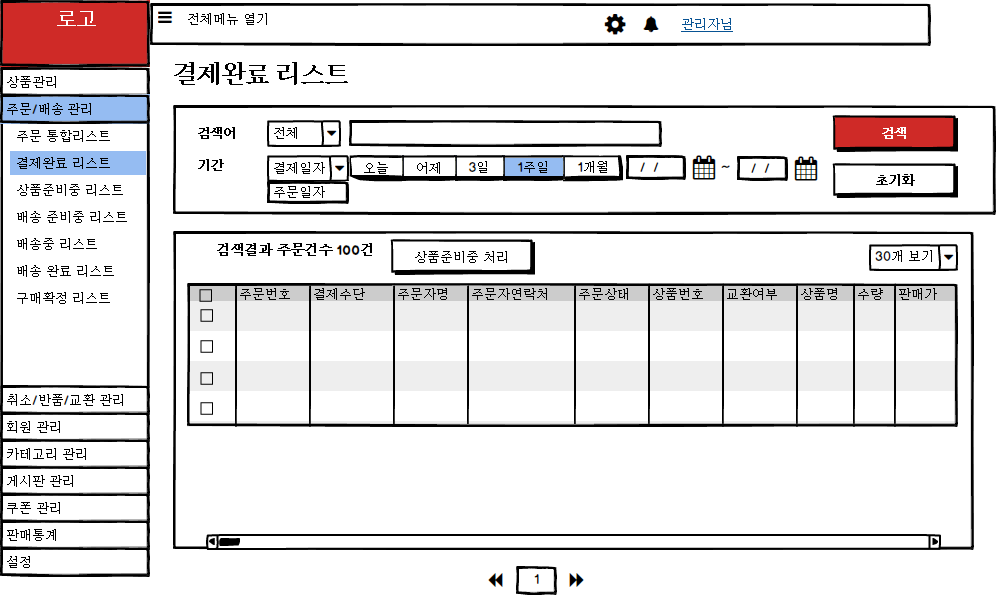 로고
전체메뉴 열기
관리자님
상품관리
주문/배송 관리
주문 통합리스트
결제완료 리스트
상품준비중 리스트
배송 준비중 리스트
배송중 리스트
배송 완료 리스트
구매확정 리스트
취소/반품/교환 관리
회원 관리
카테고리 관리
게시판 관리
쿠폰 관리
판매통계
설정
결제완료 리스트
검색어 전체 검색
기간 결제일자 오늘 어제 3일 1주일 1개월 / / ~ / / 초기화
주문일자
검색결과 주문건수 100건 상품준비중 처리 30개 보기
주문번호 결제수단 주문자명 주문자연락처 주문상태 상품번호 교환여부 상품명 수량 판매가
1